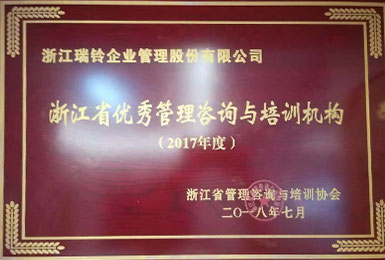 浙江瑞铃企业管理股份有限公司
浙江省优秀管理咨询与培训机构
（2017年度）
浙江省管理咨询与培训协会
二〇一八年七月